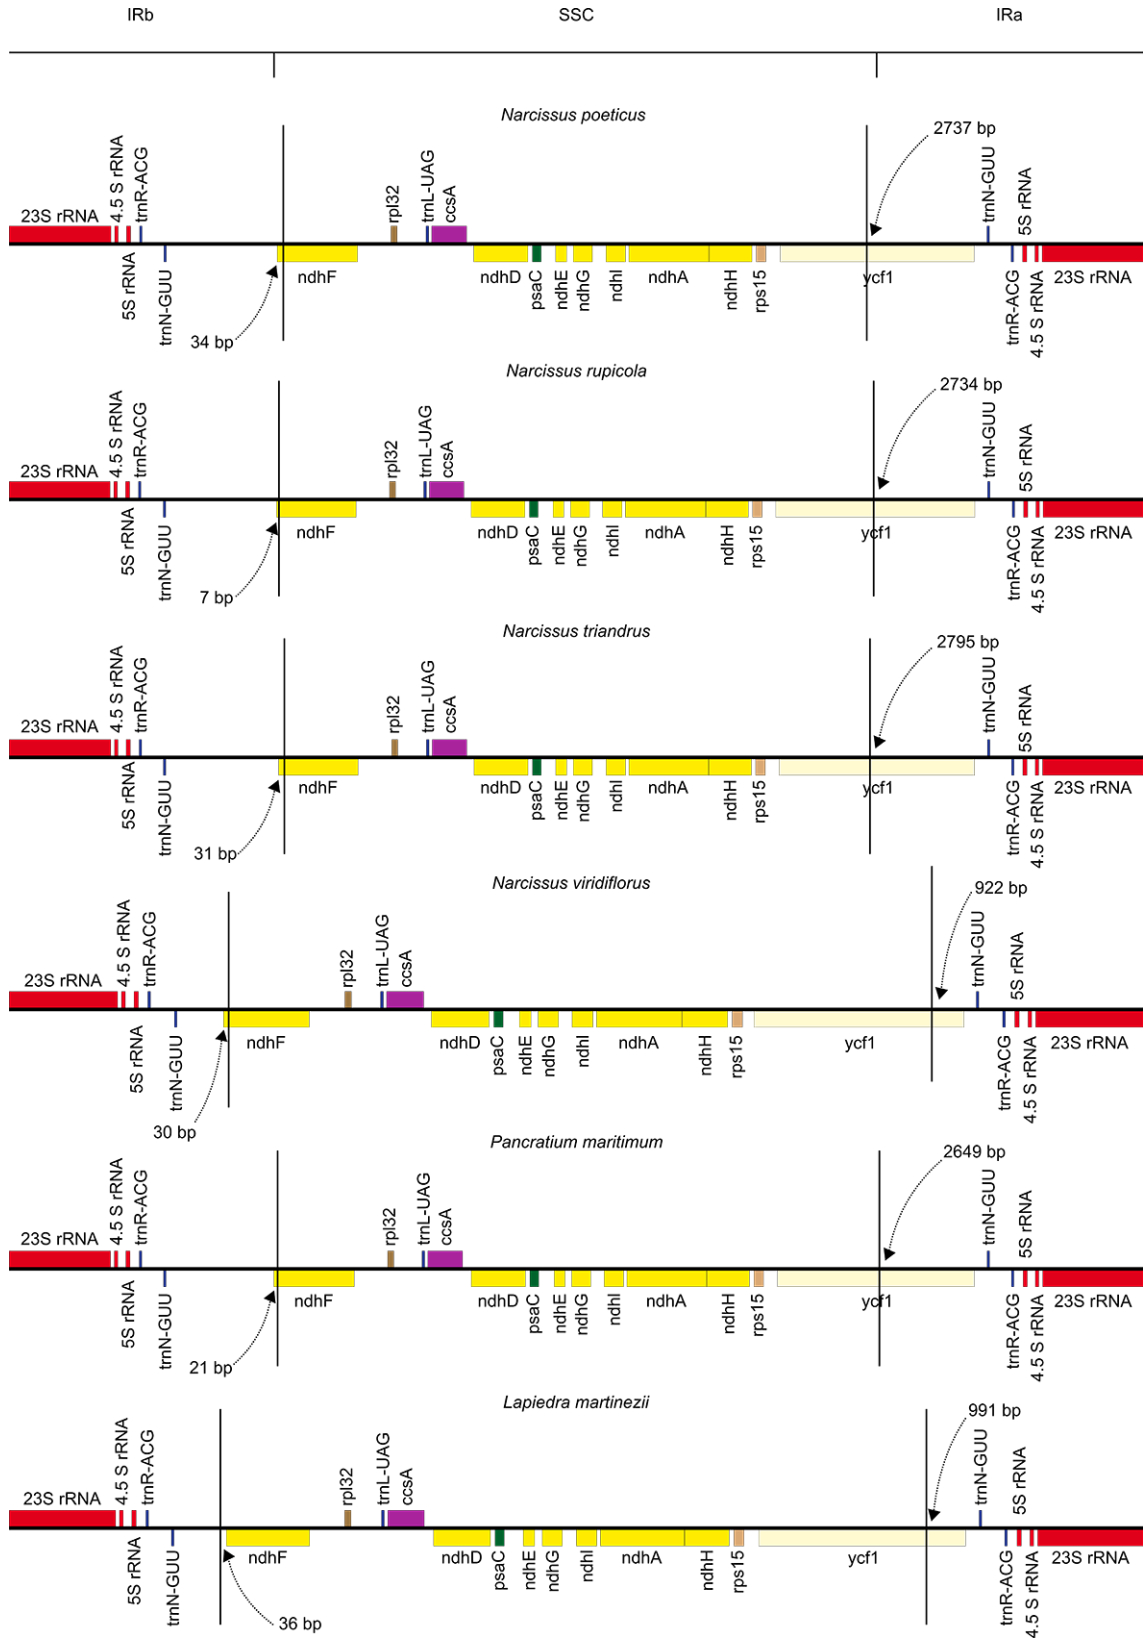 IRb SSC IRa
Narcissus poeticus
2737 bp
23S rRNA 4.5 S rRNA trnR-ACG rpl32 trnL-UAG ccsA trnN-GUU 5S rRNA
5S rRNA trnN-GUU ndhF ndhD psaC ndhE ndhG ndhI ndhA ndhH rps15 ycf1 trnR-ACG 4.5 S rRNA 23S rRNA
34 bp
Narcissus rupicola
2734 bp
23S rRNA 4.5 S rRNA trnR-ACG rpl32 trnL-UAG ccsA trnN-GUU 5S rRNA
5S rRNA trnN-GUU ndhF ndhD psaC ndhE ndhG ndhI ndhA ndhH rps15 ycf1 trnR-ACG 4.5 S rRNA 23S rRNA
7 bp
Narcissus triandrus
2795 bp
23S rRNA 4.5 S rRNA trnR-ACG rpl32 trnL-UAG ccsA trnN-GUU 5S rRNA
5S rRNA trnN-GUU ndhF ndhD psaC ndhE ndhG ndhI ndhA ndhH rps15 ycf1 trnR-ACG 4.5 S rRNA 23S rRNA
31 bp
Narcissus viridiflorus
922 bp
23S rRNA 4.5 S rRNA trnR-ACG rpl32 trnL-UAG ccsA trnN-GUU 5S rRNA
5S rRNA trnN-GUU ndhF ndhD psaC ndhE ndhG ndhI ndhA ndhH rps15 ycf1 trnR-ACG 4.5 S rRNA 23S rRNA
30 bp
Pancratium maritimum
2649 bp
23S rRNA 4.5 S rRNA trnR-ACG rpl32 trnL-UAG ccsA trnN-GUU 5S rRNA
5S rRNA trnN-GUU ndhF ndhD psaC ndhE ndhG ndhI ndhA ndhH rps15 ycf1 trnR-ACG 4.5 S rRNA 23S rRNA
21 bp
Lapiedra martinezii
991 bp
23S rRNA 4.5 S rRNA trnR-ACG rpl32 trnL-UAG ccsA trnN-GUU 5S rRNA
5S rRNA trnN-GUU ndhF ndhD psaC ndhE ndhG ndhI ndhA ndhH rps15 ycf1 trnR-ACG 4.5 S rRNA 23S rRNA
36 bp